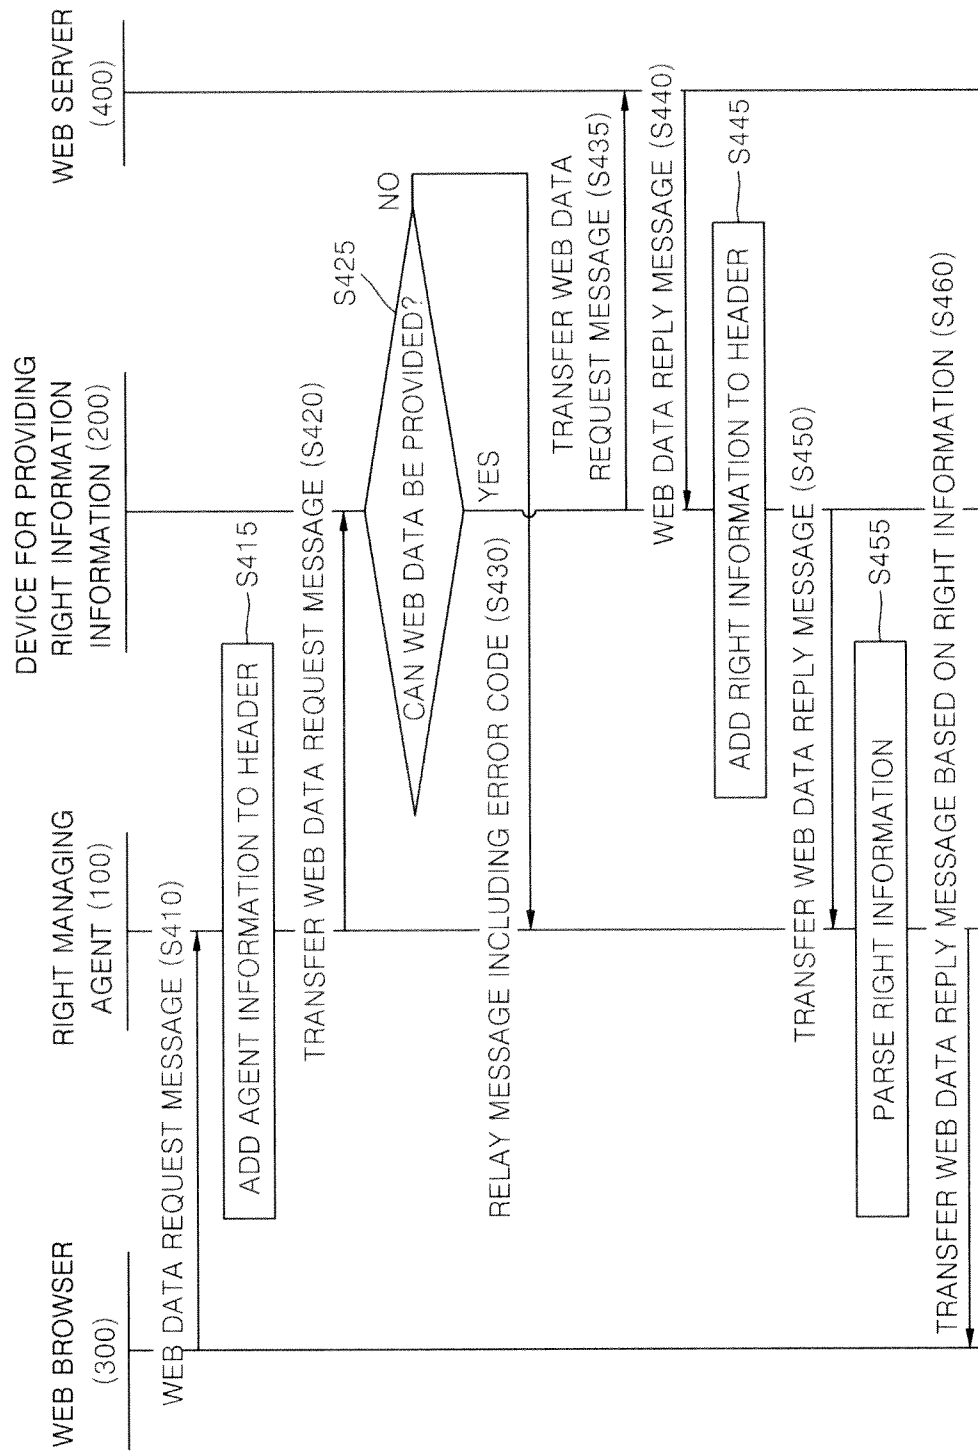 WEB BROWSER
(300)
RIGHT MANAGING
AGENT (100)
DEVICE FOR PROVIDING
RIGHT INFORMATION
INFORMATION (200)
WEB SERVER
(400)
WEB DATA REQUEST MESSAGE (S410)
ADD AGENT INFORMATION TO HEADER
S415
TRANSFER WEB DATA REQUEST MESSAGE (S420)
S425
CAN WEB DATA BE PROVIDED?
NO
YES
RELAY MESSAGE INCLUDING ERROR CODE (S430)
TRANSFER WEB DATA
REQUEST MESSAGE (S435)
WEB DATA REPLY MESSAGE (S440)
ADD RIGHT INFORMATION TO HEADER
S445
TRANSFER WEB DATA REPLY MESSAGE (S450)
PARSE RIGHT INFORMATION
S455
TRANSFER WEB DATA REPLY MESSAGE BASED ON RIGHT INFORMATION (S460)